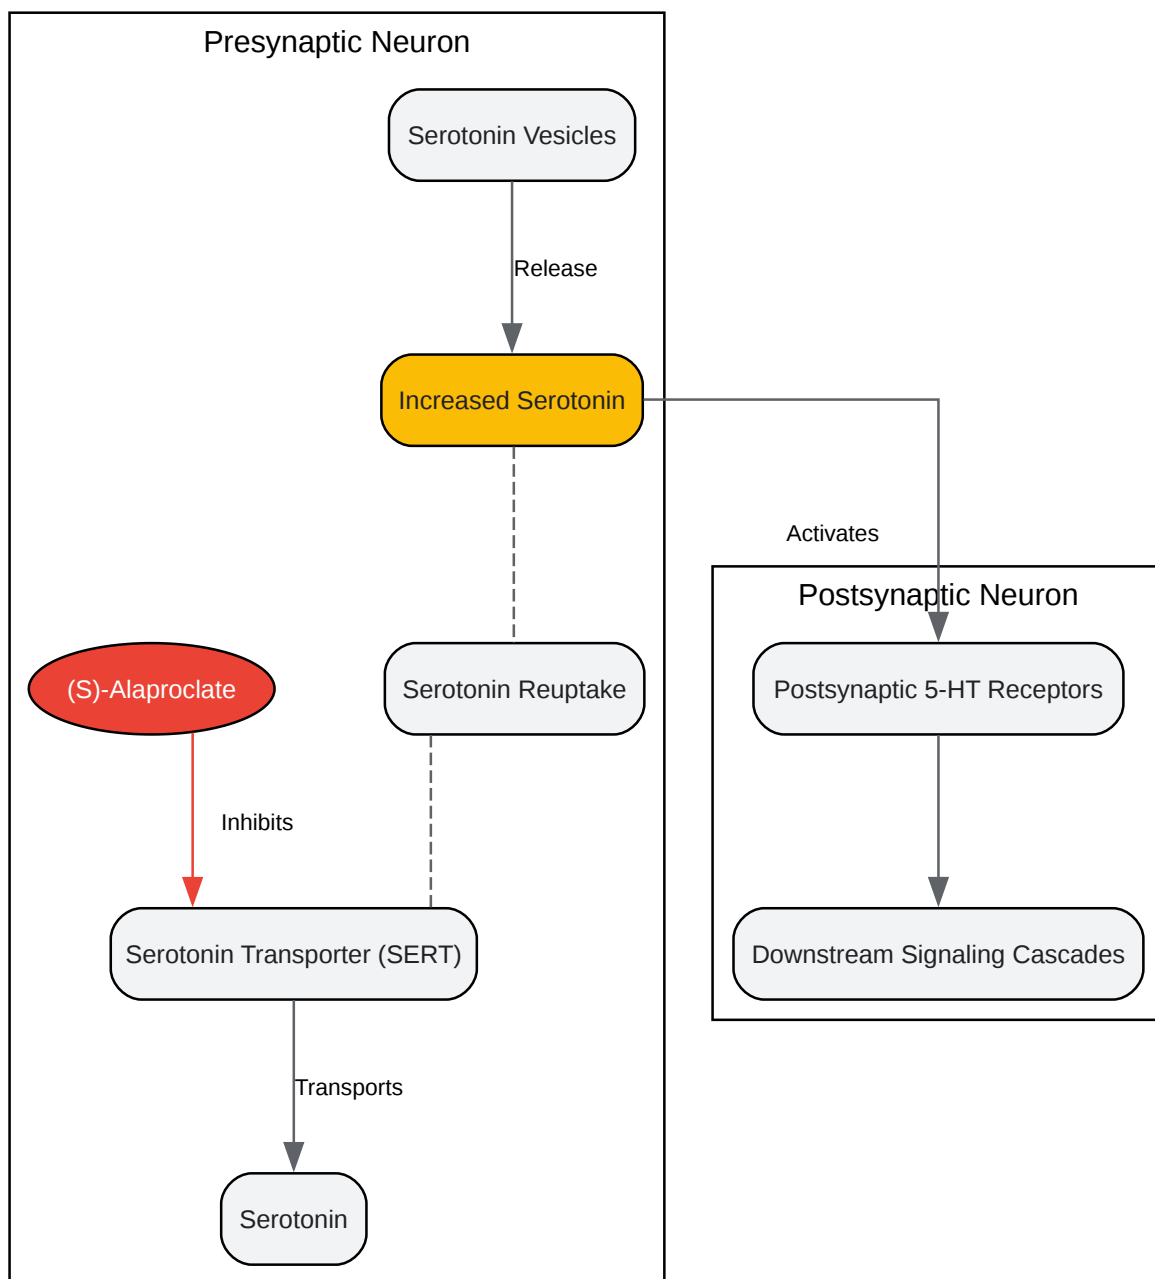 Presynaptic Neuron
Serotonin Vesicles
Release
Increased Serotonin
Activates
Postsynaptic Neuron
(S)-Alaproclate
Serotonin Reuptake
Postsynaptic 5-HT Receptors
Inhibits
Serotonin Transporter (SERT)
Downstream Signaling Cascades
Transports
Serotonin